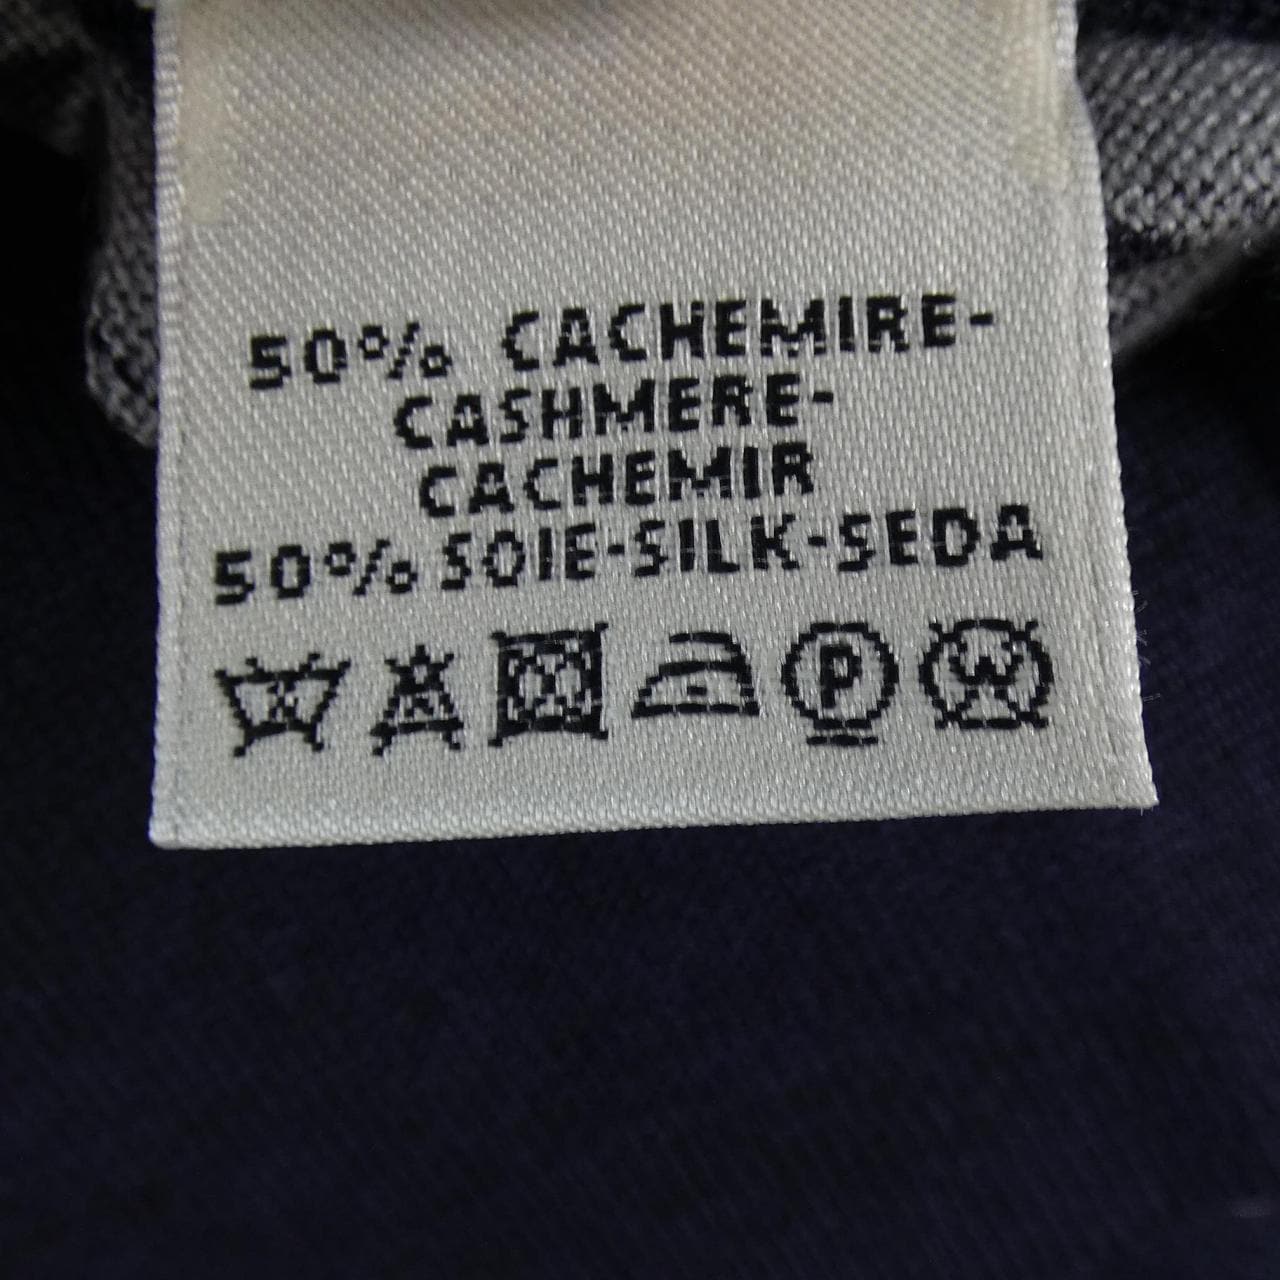 50% CACHEMIRE-
CASHMERE-
CACHEMIR
50% SOIE-SILK-SEDA
P W